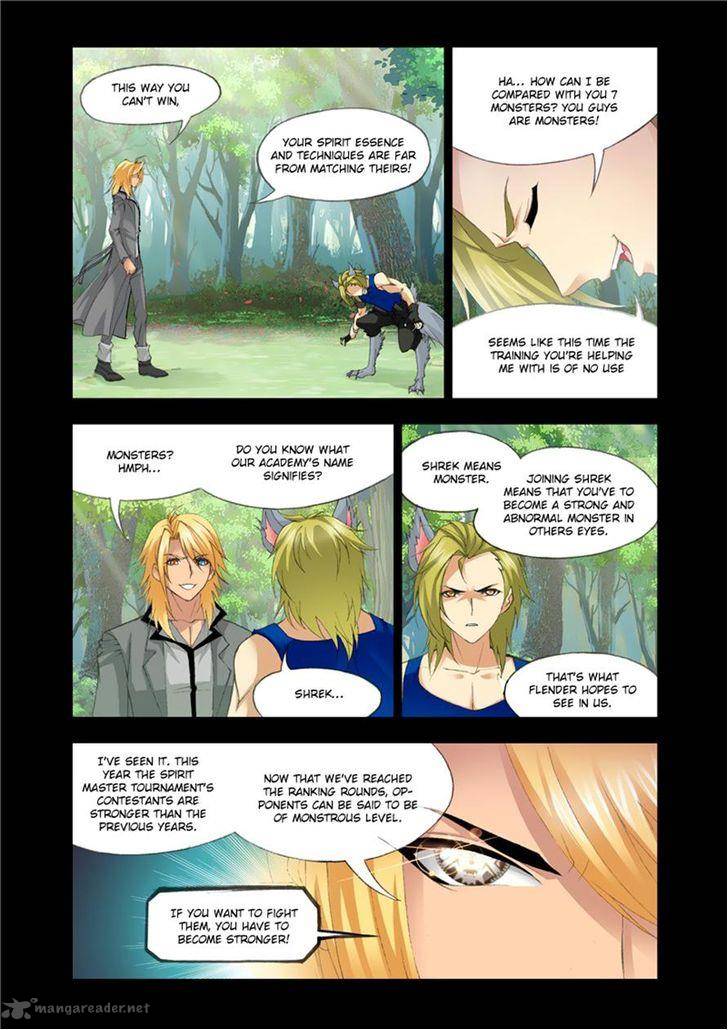 THIS WAY YOU
CAN'T WIN,
YOUR SPIRIT ESSENCE
AND TECHNIQUES ARE FAR
FROM MATCHING THEIRS!
HA... HOW CAN I BE
COMPARED WITH YOU 7
MONSTERS? YOU GUYS
ARE MONSTERS!
SEEMS LIKE THIS TIME THE
TRAINING YOU'RE HELPING
ME WITH IS OF NO USE
MONSTERS?
HMPH...
DO YOU KNOW WHAT
OUR ACADEMY'S NAME
SIGNIFIES?
SHREK...
SHREK MEANS
MONSTER.
JOINING SHREK
MEANS THAT YOU'VE TO
BECOME A STRONG AND
ABNORMAL MONSTER IN
OTHERS EYES.
THAT'S WHAT
FLENDER HOPES TO
SEE IN US.
I'VE SEEN IT. THIS
YEAR THE SPIRIT
MASTER TOURNAMENT'S
CONTESTANTS ARE
STRONGER THAN THE
PREVIOUS YEARS.
NOW THAT WE'VE REACHED
THE RANKING ROUNDS, OP-
PONENTS CAN BE SAID TO BE
OF MONSTROUS LEVEL.
IF YOU WANT TO FIGHT
THEM, YOU HAVE TO
BECOME STRONGER!
mangareader.net